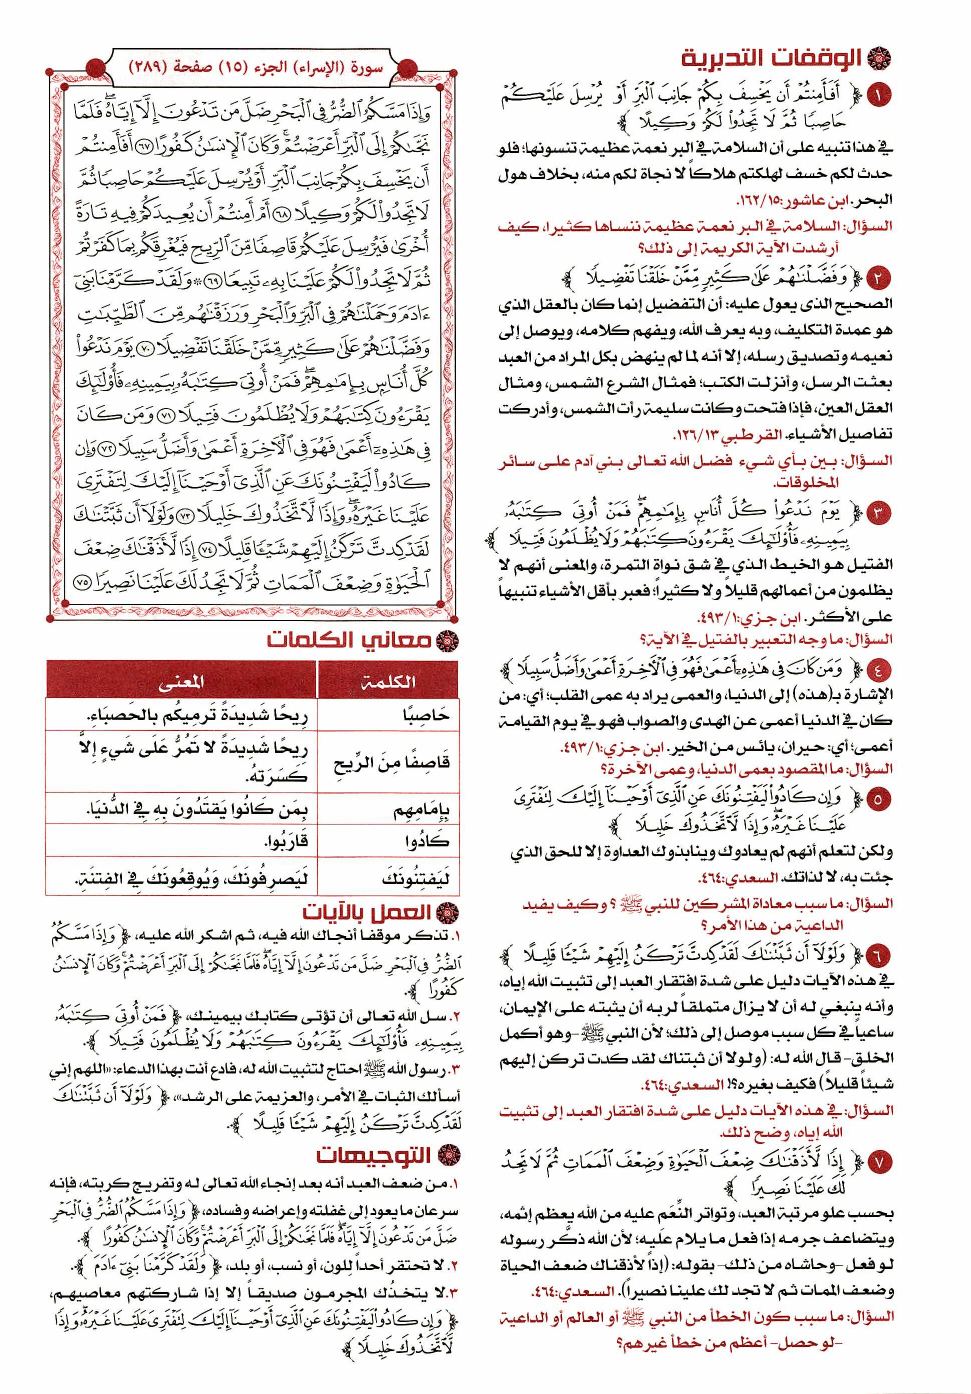 الوقفات التدبرية
١ ﴿ أَفَأَمِنتُمْ أَن يَخْسِفَ بِكُمْ جَانِبَ ٱلْبَرِّ أَوْ يُرْسِلَ عَلَيْكُمْ
حَاصِبًا ثُمَّ لَا تَجِدُوا۟ لَكُمْ وَكِيلًا ﴾
في هذا تنبيه على أن السلامة في البر نعمة عظيمة تنسونها؛ فلو
حدث لكم خسف لهلكتم هلاكاً لا نجاة لكم منه، بخلاف هول
البحر. ابن عاشور:١٦٢/١٥.
السؤال: السلامة في البر نعمة عظيمة ننساها كثيرا، كيف
أرشدت الآية الكريمة إلى ذلك؟
٢ ﴿ وَفَضَّلْنَٰهُمْ عَلَىٰ كَثِيرٍ مِّمَّنْ خَلَقْنَا تَفْضِيلًا ﴾
الصحيح الذي يعول عليه: أن التفضيل إنما كان بالعقل الذي
هو عمدة التكليف، وبه يعرف الله، ويفهم كلامه، ويوصل إلى
نعيمه وتصديق رسله، إلا أنه لما لم ينهض بكل المراد من العبد
بعثت الرسل، وأنزلت الكتب؛ فمثال الشرع الشمس، ومثال
العقل العين، فإذا فتحت وكانت سليمة رأت الشمس، وأدركت
تفاصيل الأشياء. القرطبي ١٢٦/١٣.
السؤال: بين بأي شيء فضل الله تعالى بني آدم على سائر
المخلوقات.
٣ ﴿ يَوْمَ نَدْعُوا۟ كُلَّ أُنَاسٍۭ بِإِمَٰمِهِمْ ۖ فَمَنْ أُوتِىَ كِتَٰبَهُۥ
بِيَمِينِهِۦ فَأُو۟لَٰٓئِكَ يَقْرَءُونَ كِتَٰبَهُمْ وَلَا يُظْلَمُونَ فَتِيلًا ﴾
الفتيل هو الخيط الذي في شق نواة التمرة، والمعنى أنهم لا
يظلمون من أعمالهم قليلاً ولا كثيراً؛ فعبر بأقل الأشياء تنبيهاً
على الأكثر. ابن جزي:٤٩٣/١.
السؤال: ما وجه التعبير بالفتيل في الآية؟
٤ ﴿ وَمَن كَانَ فِى هَٰذِهِۦٓ أَعْمَىٰ فَهُوَ فِى ٱلْءَاخِرَةِ أَعْمَىٰ وَأَضَلُّ سَبِيلًا ﴾
الإشارة بـ(هذه) إلى الدنيا، والعمى يراد به عمى القلب؛ أي: من
كان في الدنيا أعمى عن الهدى والصواب فهو في يوم القيامة
أعمى؛ أي: حيران، يائس من الخير. ابن جزي:٤٩٣/١.
السؤال: ما المقصود بعمى الدنيا، وعمى الآخرة؟
٥ ﴿ وَإِن كَادُوا۟ لَيَفْتِنُونَكَ عَنِ ٱلَّذِىٓ أَوْحَيْنَآ إِلَيْكَ لِتَفْتَرِىَ
عَلَيْنَا غَيْرَهُۥ ۖ وَإِذًا لَّٱتَّخَذُوكَ خَلِيلًا ﴾
ولكن لتعلم أنهم لم يعادوك وينابذوك العداوة إلا للحق الذي
جئت به، لا لذاتك. السعدي:٤٦٤.
السؤال: ما سبب معاداة المشركين للنبي ﷺ ؟ وكيف يفيد
الداعية من هذا الأمر؟
٦ ﴿ وَلَوْلَآ أَن ثَبَّتْنَٰكَ لَقَدْ كِدتَّ تَرْكَنُ إِلَيْهِمْ شَيْـًٔا قَلِيلًا ﴾
في هذه الآيات دليل على شدة افتقار العبد إلى تثبيت الله إياه،
وأنه ينبغي له أن لا يزال متملقاً لربه أن يثبته على الإيمان،
ساعياً في كل سبب موصل إلى ذلك؛ لأن النبي ﷺ -وهو أكمل
الخلق- قال الله له: (ولولا أن ثبتناك لقد كدت تركن إليهم
شيئاً قليلاً) فكيف بغيره؟! السعدي:٤٦٤.
السؤال: في هذه الآيات دليل على شدة افتقار العبد إلى تثبيت
الله إياه، وضح ذلك.
٧ ﴿ إِذًا لَّأَذَقْنَٰكَ ضِعْفَ ٱلْحَيَوٰةِ وَضِعْفَ ٱلْمَمَاتِ ثُمَّ لَا تَجِدُ
لَكَ عَلَيْنَا نَصِيرًا ﴾
بحسب علو مرتبة العبد، وتواتر النِّعَم عليه من الله يعظم إثمه،
ويتضاعف جرمه إذا فعل ما يلام عليه؛ لأن الله ذكَّر رسوله
لو فعل -وحاشاه من ذلك- بقوله: (إذاً لأذقناك ضعف الحياة
وضعف الممات ثم لا تجد لك علينا نصيراً). السعدي:٤٦٤.
السؤال: ما سبب كون الخطأ من النبي ﷺ أو العالم أو الداعية
-لو حصل- أعظم من خطأ غيرهم؟
سورة (الإسراء) الجزء (١٥) صفحة (٢٨٩)
وَإِذَا مَسَّكُمُ ٱلضُّرُّ فِى ٱلْبَحْرِ ضَلَّ مَن تَدْعُونَ إِلَّآ إِيَّاهُ ۖ فَلَمَّا
نَجَّىٰكُمْ إِلَى ٱلْبَرِّ أَعْرَضْتُمْ ۚ وَكَانَ ٱلْإِنسَٰنُ كَفُورًا ٦٧ أَفَأَمِنتُمْ
أَن يَخْسِفَ بِكُمْ جَانِبَ ٱلْبَرِّ أَوْ يُرْسِلَ عَلَيْكُمْ حَاصِبًا ثُمَّ
لَا تَجِدُوا۟ لَكُمْ وَكِيلًا ٦٨ أَمْ أَمِنتُمْ أَن يُعِيدَكُمْ فِيهِ تَارَةً
أُخْرَىٰ فَيُرْسِلَ عَلَيْكُمْ قَاصِفًا مِّنَ ٱلرِّيحِ فَيُغْرِقَكُم بِمَا كَفَرْتُمْ
ثُمَّ لَا تَجِدُوا۟ لَكُمْ عَلَيْنَا بِهِۦ تَبِيعًا ٦٩ ۞ وَلَقَدْ كَرَّمْنَا بَنِىٓ
ءَادَمَ وَحَمَلْنَٰهُمْ فِى ٱلْبَرِّ وَٱلْبَحْرِ وَرَزَقْنَٰهُم مِّنَ ٱلطَّيِّبَٰتِ
وَفَضَّلْنَٰهُمْ عَلَىٰ كَثِيرٍ مِّمَّنْ خَلَقْنَا تَفْضِيلًا ٧٠ يَوْمَ نَدْعُوا۟
كُلَّ أُنَاسٍۭ بِإِمَٰمِهِمْ ۖ فَمَنْ أُوتِىَ كِتَٰبَهُۥ بِيَمِينِهِۦ فَأُو۟لَٰٓئِكَ
يَقْرَءُونَ كِتَٰبَهُمْ وَلَا يُظْلَمُونَ فَتِيلًا ٧١ وَمَن كَانَ
فِى هَٰذِهِۦٓ أَعْمَىٰ فَهُوَ فِى ٱلْءَاخِرَةِ أَعْمَىٰ وَأَضَلُّ سَبِيلًا ٧٢ وَإِن
كَادُوا۟ لَيَفْتِنُونَكَ عَنِ ٱلَّذِىٓ أَوْحَيْنَآ إِلَيْكَ لِتَفْتَرِىَ
عَلَيْنَا غَيْرَهُۥ ۖ وَإِذًا لَّٱتَّخَذُوكَ خَلِيلًا ٧٣ وَلَوْلَآ أَن ثَبَّتْنَٰكَ
لَقَدْ كِدتَّ تَرْكَنُ إِلَيْهِمْ شَيْـًٔا قَلِيلًا ٧٤ إِذًا لَّأَذَقْنَٰكَ ضِعْفَ
ٱلْحَيَوٰةِ وَضِعْفَ ٱلْمَمَاتِ ثُمَّ لَا تَجِدُ لَكَ عَلَيْنَا نَصِيرًا ٧٥
معاني الكلمات
الكلمة المعنى
حَاصِبًا رِيحًا شَدِيدَةً تَرمِيكُم بالحَصبَاءِ.
قَاصِفًا مِنَ الرِّيحِ رِيحًا شَدِيدَةً لا تَمُرُّ عَلَى شَيءٍ إِلاَّ
كَسَرَتهُ.
بِإِمَامِهِم بِمَن كَانُوا يَقتَدُونَ بِهِ فِي الدُّنيَا.
كَادُوا قَارَبُوا.
لَيَفتِنُونَكَ لَيَصرِفُونَكَ، وَيُوقِعُونَكَ فِي الفِتنَةِ.
العمل بالآيات
١. تذكر موقفا أنجاك الله فيه، ثم اشكر الله عليه، ﴿ وَإِذَا مَسَّكُمُ
ٱلضُّرُّ فِى ٱلْبَحْرِ ضَلَّ مَن تَدْعُونَ إِلَّآ إِيَّاهُ ۖ فَلَمَّا نَجَّىٰكُمْ إِلَى ٱلْبَرِّ أَعْرَضْتُمْ ۚ وَكَانَ ٱلْإِنسَٰنُ
كَفُورًا ﴾.
٢. سل الله تعالى أن تؤتى كتابك بيمينك، ﴿ فَمَنْ أُوتِىَ كِتَٰبَهُۥ
بِيَمِينِهِۦ فَأُو۟لَٰٓئِكَ يَقْرَءُونَ كِتَٰبَهُمْ وَلَا يُظْلَمُونَ فَتِيلًا ﴾.
٣. رسول الله ﷺ احتاج لتثبيت الله له، فادع أنت بهذا الدعاء: «اللهم إني
أسألك الثبات في الأمر، والعزيمة على الرشد»، ﴿ وَلَوْلَآ أَن ثَبَّتْنَٰكَ
لَقَدْ كِدتَّ تَرْكَنُ إِلَيْهِمْ شَيْـًٔا قَلِيلًا ﴾.
التوجيهات
١. من ضعف العبد أنه بعد إنجاء الله تعالى له وتفريج كربته، فإنه
سرعان ما يعود إلى غفلته وإعراضه وفساده، ﴿ وَإِذَا مَسَّكُمُ ٱلضُّرُّ فِى ٱلْبَحْرِ
ضَلَّ مَن تَدْعُونَ إِلَّآ إِيَّاهُ ۖ فَلَمَّا نَجَّىٰكُمْ إِلَى ٱلْبَرِّ أَعْرَضْتُمْ ۚ وَكَانَ ٱلْإِنسَٰنُ كَفُورًا ﴾.
٢. لا تحتقر أحداً للون، أو نسب، أو بلد، ﴿ وَلَقَدْ كَرَّمْنَا بَنِىٓ ءَادَمَ ﴾.
٣. لا يتخذك المجرمون صديقاً إلا إذا شاركتهم معاصيهم،
﴿ وَإِن كَادُوا۟ لَيَفْتِنُونَكَ عَنِ ٱلَّذِىٓ أَوْحَيْنَآ إِلَيْكَ لِتَفْتَرِىَ عَلَيْنَا غَيْرَهُۥ ۖ وَإِذًا
لَّٱتَّخَذُوكَ خَلِيلًا ﴾